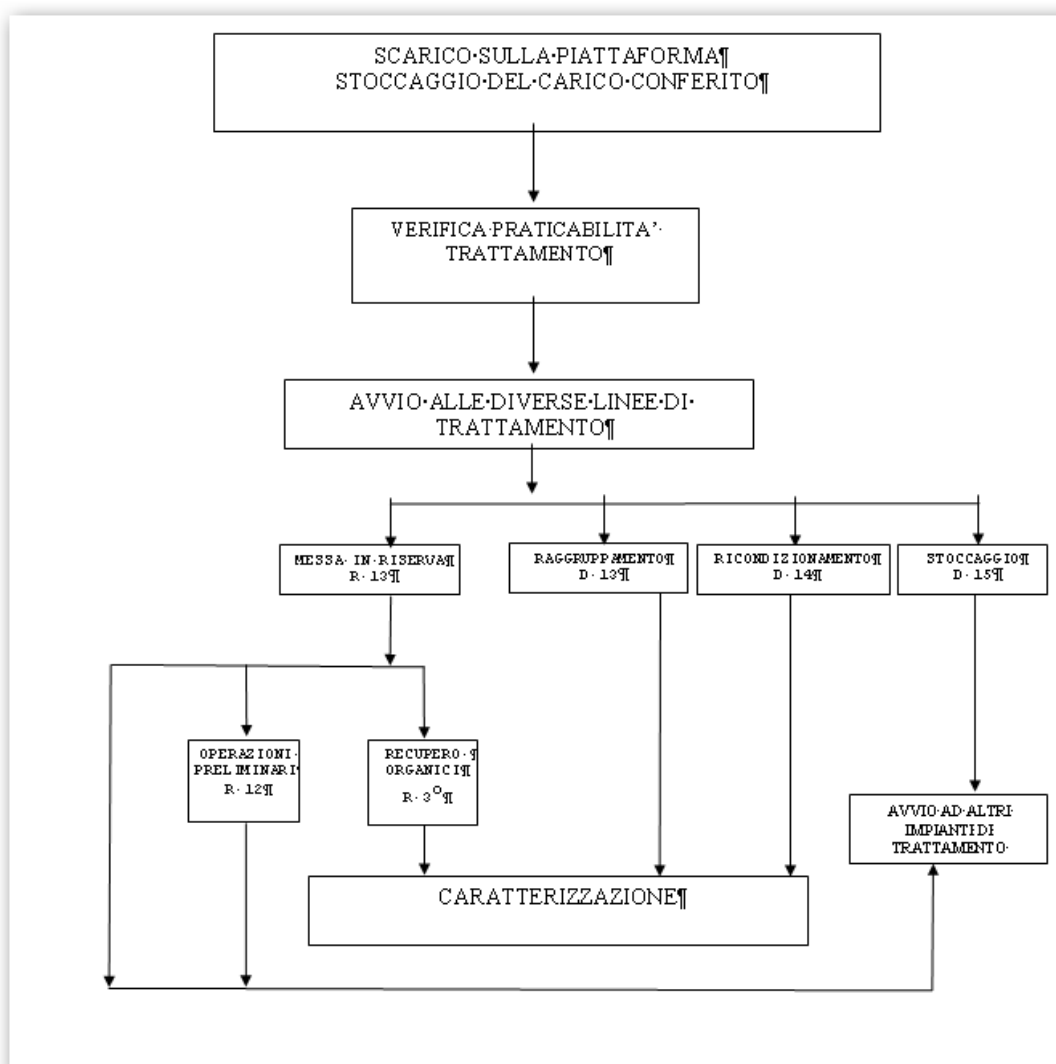 SCARICO·SULLA·PIATTAFORMA¶
STOCCAGGIO·DEL·CARICO·CONFERITO¶
VERIFICA·PRATICABILITA’·
TRATTAMENTO¶
AVVIO·ALLE·DIVERSE·LINEE·DI·
TRATTAMENTO¶
MESSA·IN·RISERVA¶
R·13¶
RAGGRUPPAMENTO¶
D·13¶
RICONDIZIONAMENTO¶
D·14¶
STOCCAGGIO¶
D·15¶
OPERAZIONI·
PRELIMINARI¶
R·12¶
RECUPERO·¶
ORGANICI¶
R·3°¶
AVVIO·AD·ALTRI·
IMPIANTI·DI·
TRATTAMENTO·
CARATTERIZZAZIONE¶